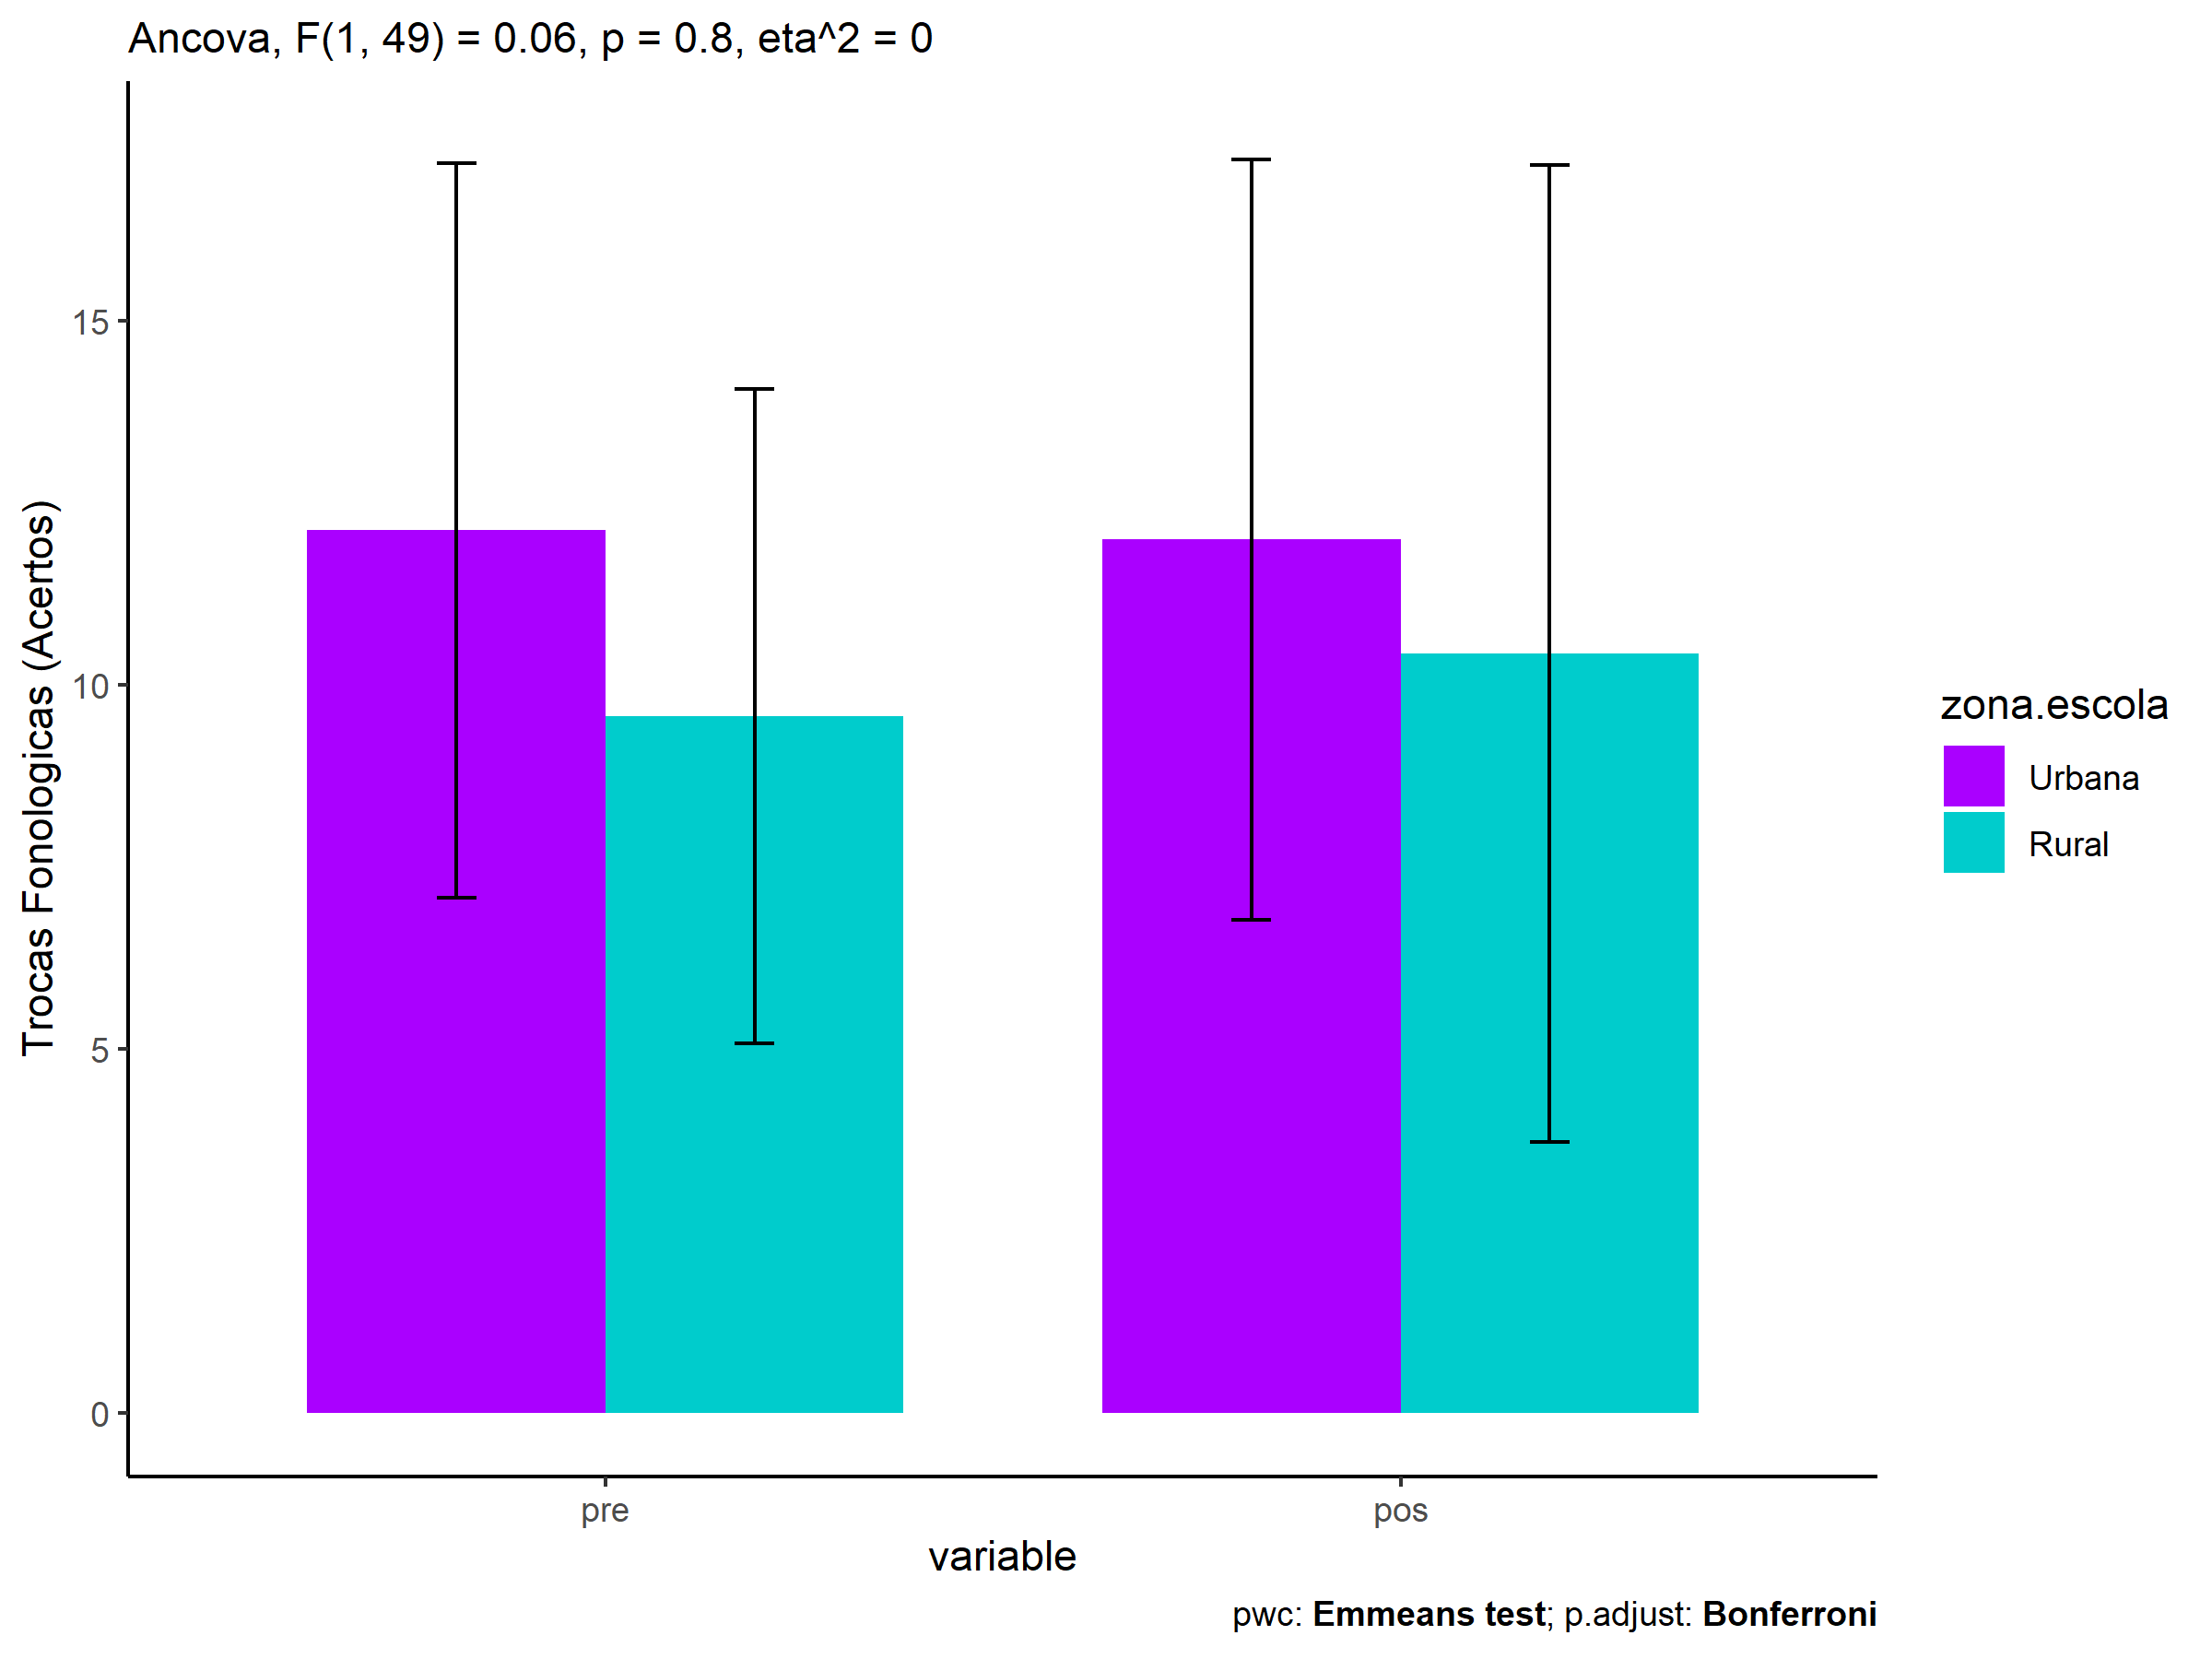 Ancova, F(1, 49) = 0.06, p = 0.8, eta^2 = 0
Trocas Fonologicas (Acertos)
15
10
5
0
pre
pos
variable
zona.escola
Urbana
Rural
pwc: Emmeans test; p.adjust: Bonferroni